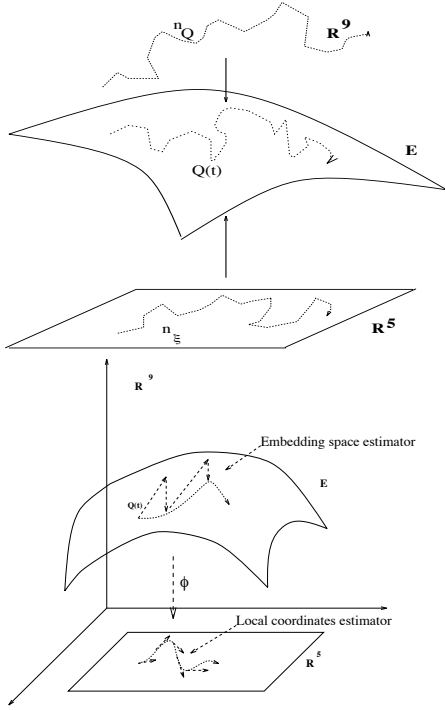 n_Q
R^9
E
Q(t)
n_ξ
R^5
R^9
Embedding space estimator
E
Q(t)
ϕ
Local coordinates estimator
R^5